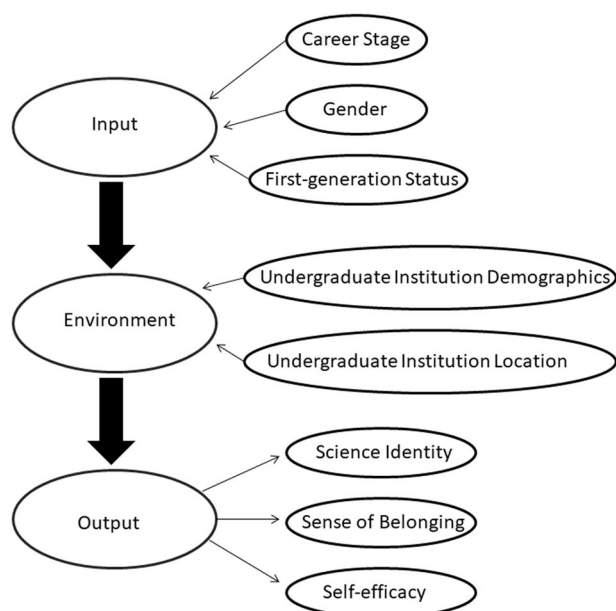 Career Stage
Input
Gender
First-generation Status
Undergraduate Institution Demographics
Environment
Undergraduate Institution Location
Science Identity
Output
Sense of Belonging
Self-efficacy